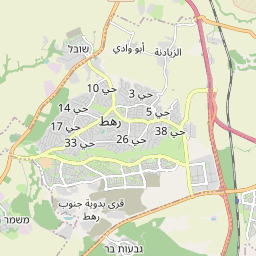 שובל
أبو وادي
الزيادنة
حي 10
حي 3
حي 14
حي 5
رهط
حي 17
حي 38
حي 26
حي 33
قرى بدوية جنوب
رهط
משמר
גבעות בר